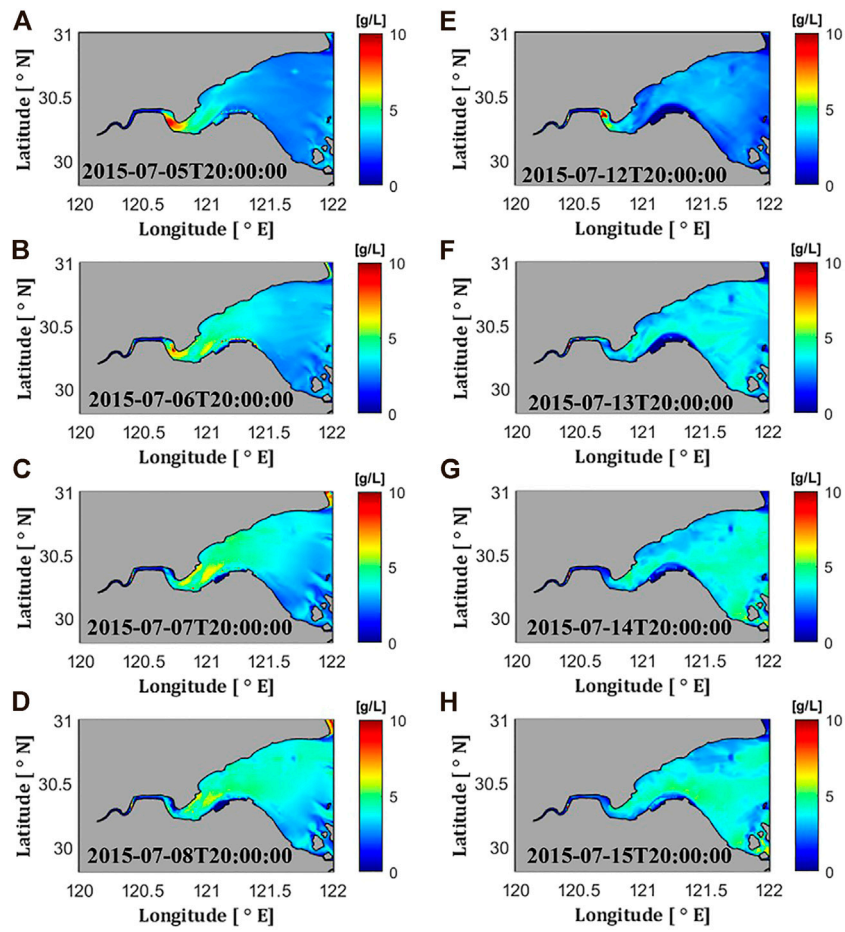 A
[g/L]
10
5
0
31
30.5
30
Latitude [ ° N]
2015-07-05T20:00:00
120 120.5 121 121.5 122
Longitude [ ° E]
B
[g/L]
10
5
0
31
30.5
30
Latitude [ ° N]
2015-07-06T20:00:00
120 120.5 121 121.5 122
Longitude [ ° E]
C
[g/L]
10
5
0
31
30.5
30
Latitude [ ° N]
2015-07-07T20:00:00
120 120.5 121 121.5 122
Longitude [ ° E]
D
[g/L]
10
5
0
31
30.5
30
Latitude [ ° N]
2015-07-08T20:00:00
120 120.5 121 121.5 122
Longitude [ ° E]
E
[g/L]
10
5
0
31
30.5
30
Latitude [ ° N]
2015-07-12T20:00:00
120 120.5 121 121.5 122
Longitude [ ° E]
F
[g/L]
10
5
0
31
30.5
30
Latitude [ ° N]
2015-07-13T20:00:00
120 120.5 121 121.5 122
Longitude [ ° E]
G
[g/L]
10
5
0
31
30.5
30
Latitude [ ° N]
2015-07-14T20:00:00
120 120.5 121 121.5 122
Longitude [ ° E]
H
[g/L]
10
5
0
31
30.5
30
Latitude [ ° N]
2015-07-15T20:00:00
120 120.5 121 121.5 122
Longitude [ ° E]